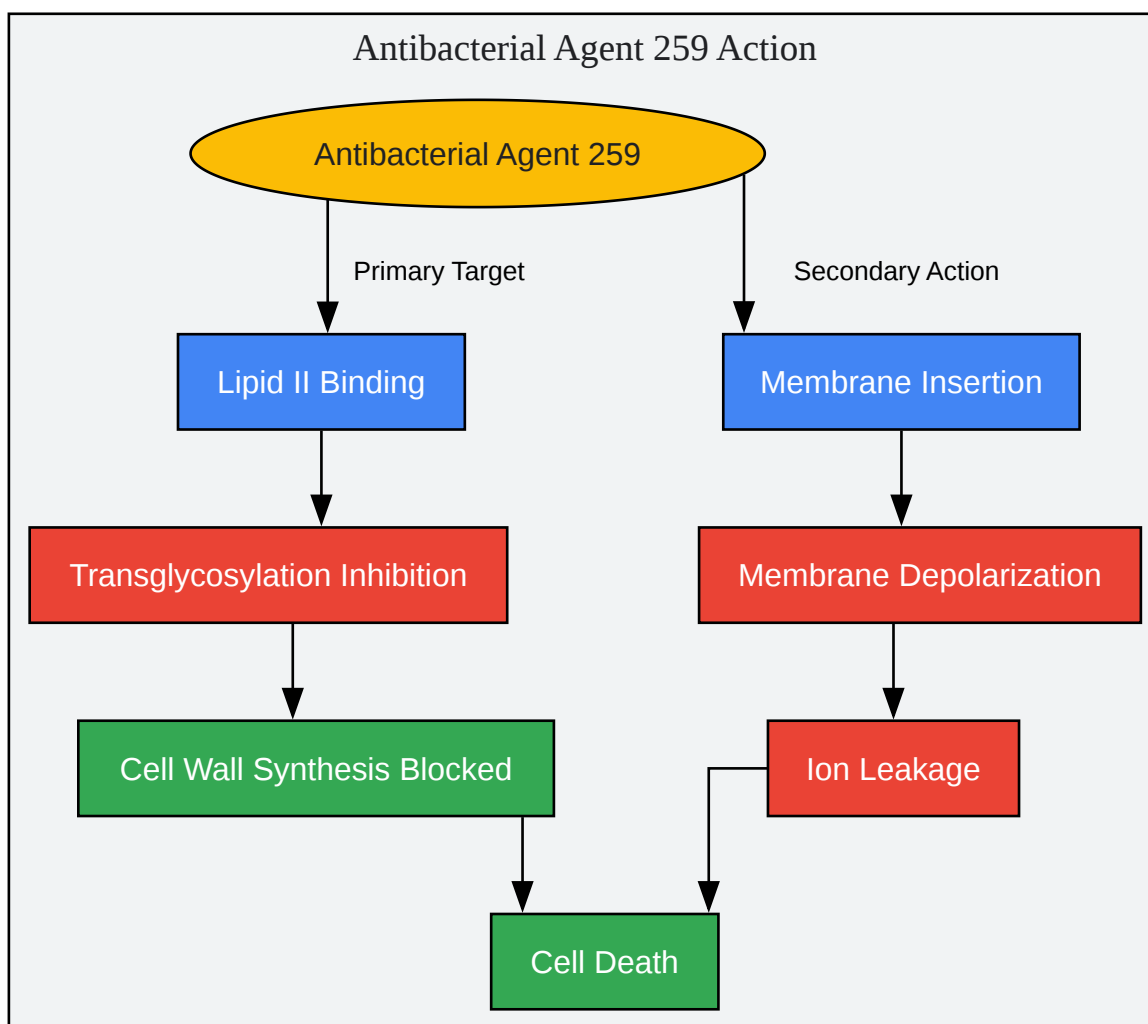 Antibacterial Agent 259 Action
Antibacterial Agent 259
Primary Target
Secondary Action
Lipid II Binding
Membrane Insertion
Transglycosylation Inhibition
Membrane Depolarization
Cell Wall Synthesis Blocked
Ion Leakage
Cell Death